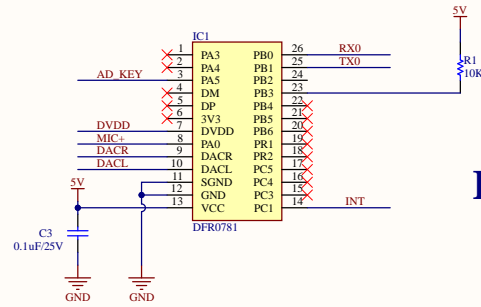 5V
IC1
1 PA3 PB0 26 RX0
2 PA4 PB1 25 TX0
AD_KEY 3 PA5 PB2 24
4 DM PB3 23
R1
10K
5 DP PB4 22
6 3V3 PB5 21
DVDD 7 DVDD PB6 20
MIC+ 8 PA0 PR1 19
DACR 9 DACR PR2 18
DACL 10 DACL PC5 17
11 SGND PC4 16
12 GND PC3 15
5V 13 VCC PC1 14 INT
DFR0781
C3
0.1uF/25V
GND
GND